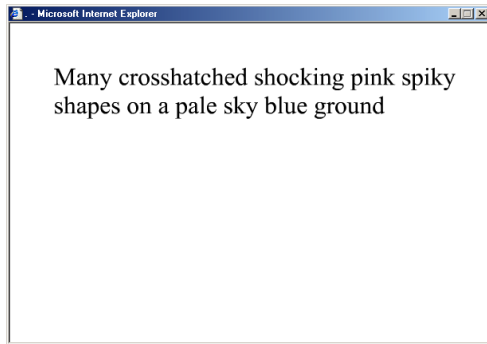 . - Microsoft Internet Explorer
Many crosshatched shocking pink spiky
shapes on a pale sky blue ground